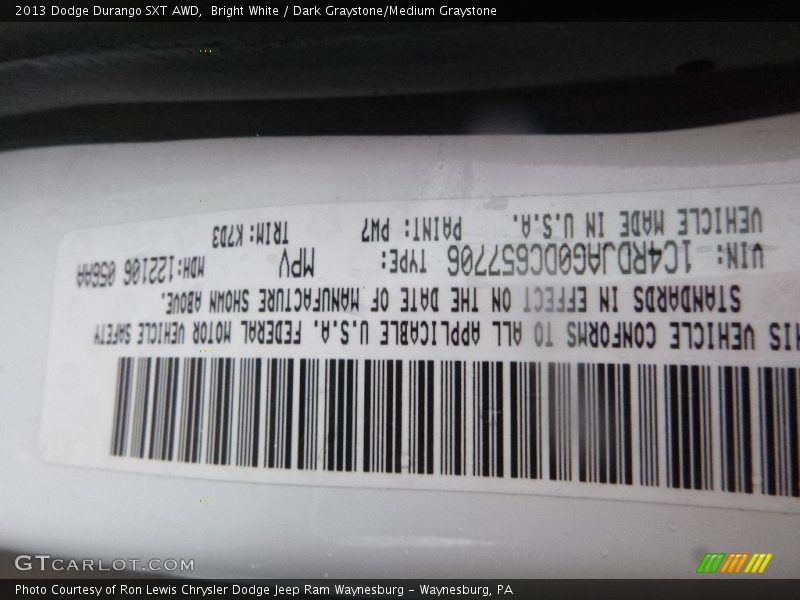 2013 Dodge Durango SXT AWD, Bright White / Dark Graystone/Medium Graystone
HIS VEHICLE CONFORMS TO ALL APPLICABLE U.S.A. FEDERAL MOTOR VEHICLE SAFETY
STANDARDS IN EFFECT ON THE DATE OF MANUFACTURE SHOWN ABOVE.
VIN: 1C4RDJAG0DC657706 TYPE: MPV MDH:122106 056AA
VEHICLE MADE IN U.S.A. PAINT: PW7 TRIM:K7D3
GTCARLOT.COM
Photo Courtesy of Ron Lewis Chrysler Dodge Jeep Ram Waynesburg - Waynesburg, PA